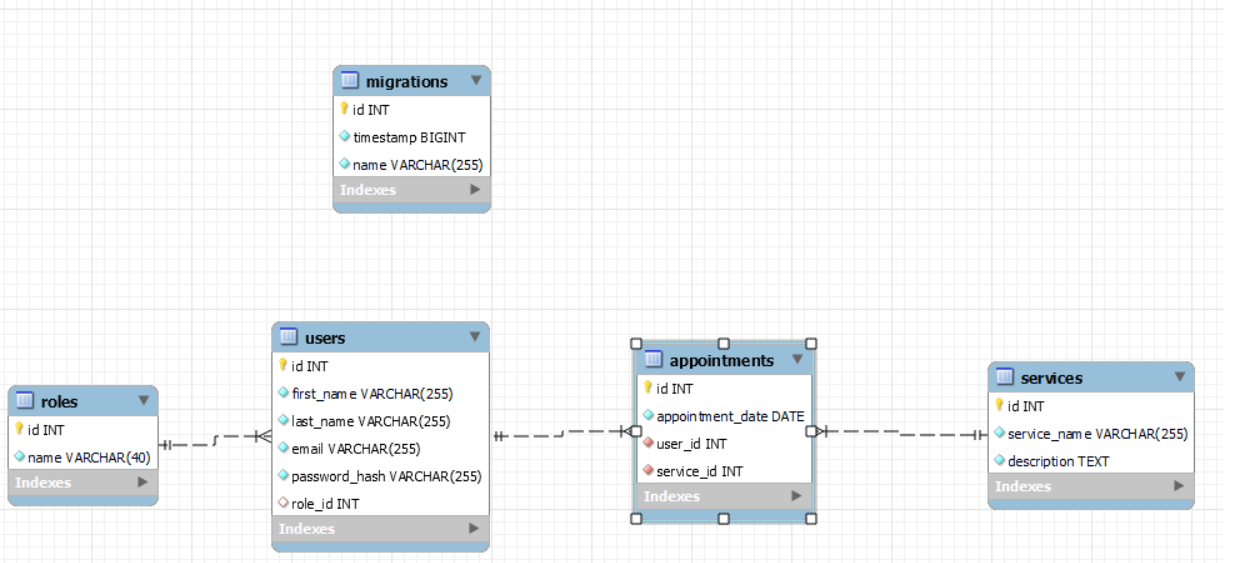 migrations
id INT
timestamp BIGINT
name VARCHAR(255)
Indexes
roles
id INT
name VARCHAR(40)
Indexes
users
id INT
first_name VARCHAR(255)
last_name VARCHAR(255)
email VARCHAR(255)
password_hash VARCHAR(255)
role_id INT
Indexes
appointments
id INT
appointment_date DATE
user_id INT
service_id INT
Indexes
services
id INT
service_name VARCHAR(255)
description TEXT
Indexes